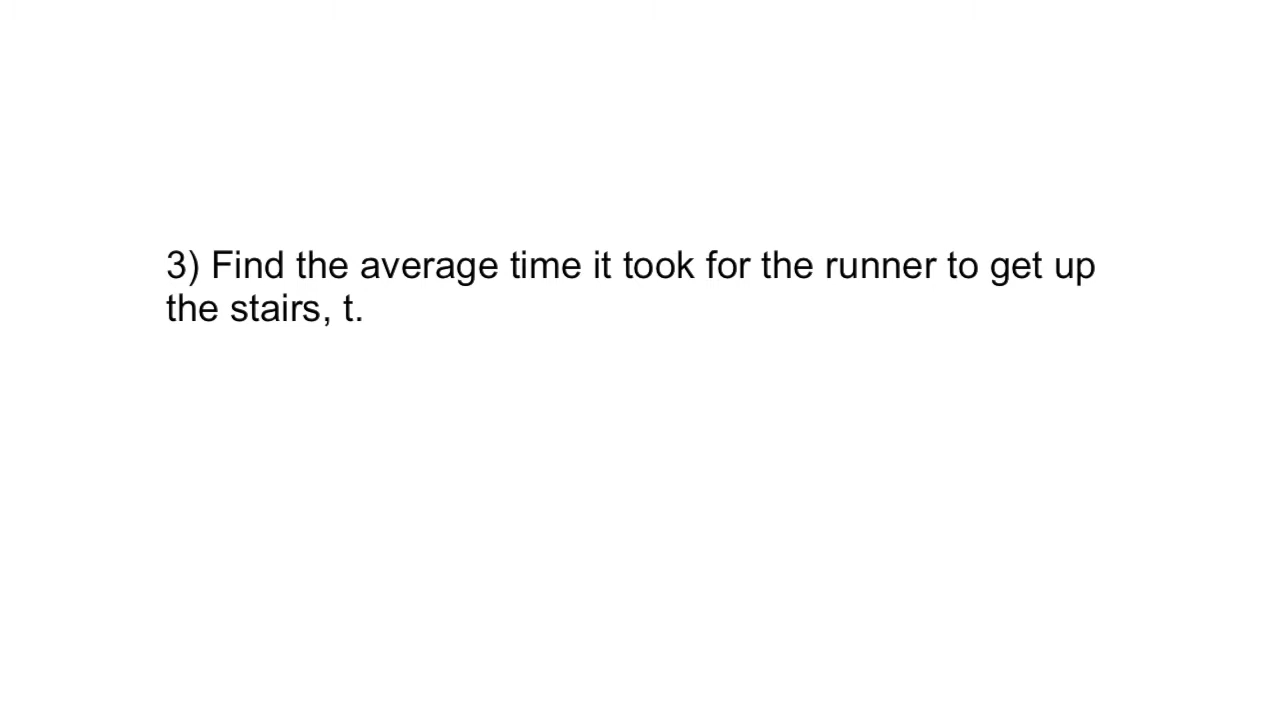 3) Find the average time it took for the runner to get up
the stairs, t.